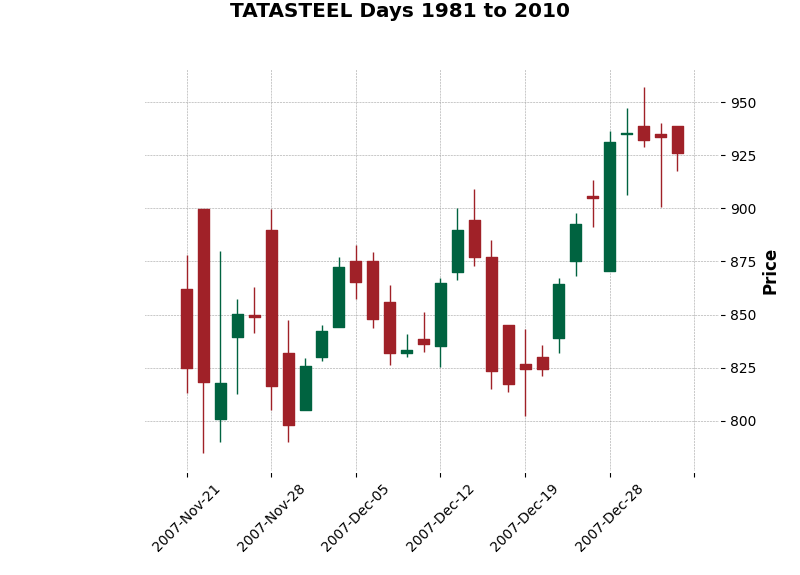 TATASTEEL Days 1981 to 2010
950
925
900
875
850
825
800
Price
2007-Nov-21
2007-Nov-28
2007-Dec-05
2007-Dec-12
2007-Dec-19
2007-Dec-28